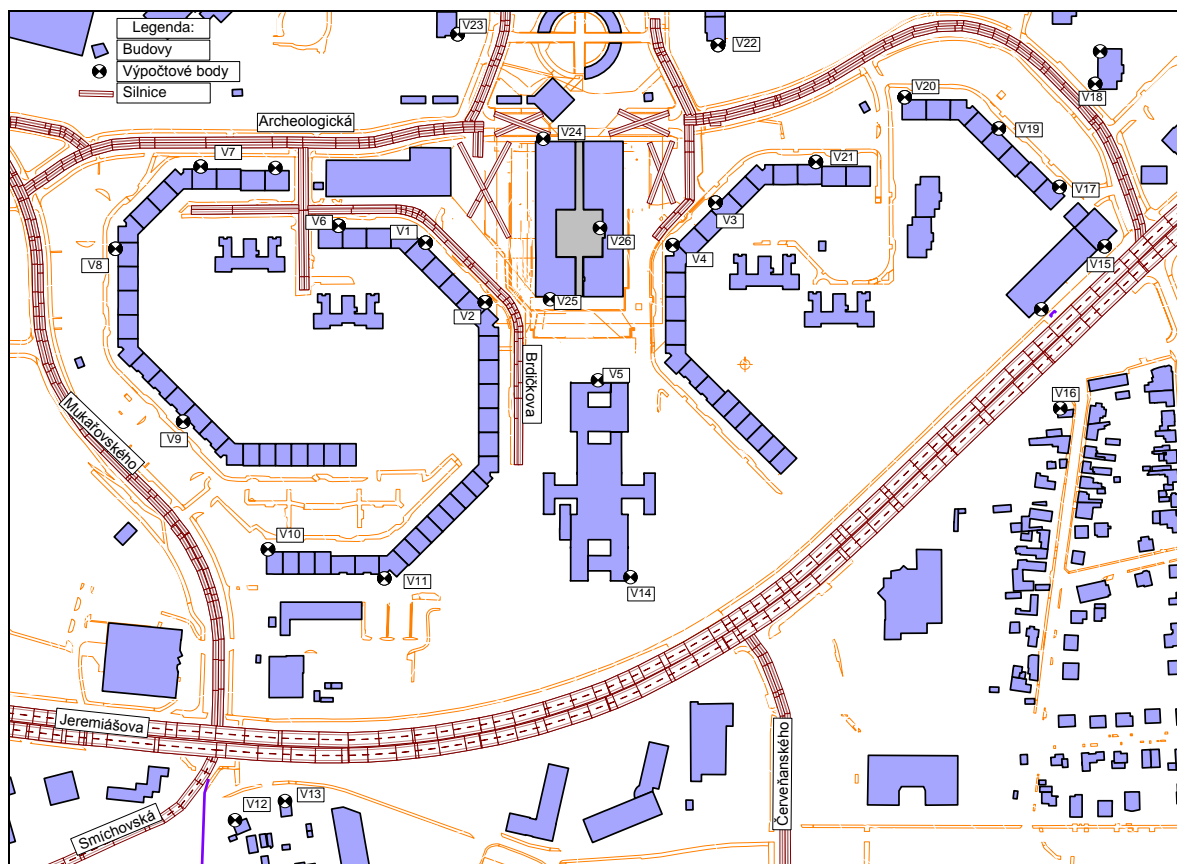 Legenda:
Budovy
Výpočtové body
Silnice
V23
V22
V18
V20
Archeologická
V24
V19
V7
V21
V17
V3
V6
V1
V26
V8
V4
V15
V25
V2
Brdičkova
V5
V16
Mukařovského
V9
V10
V11
V14
Jeremiášova
Červeňanského
V13
V12
Smíchovská